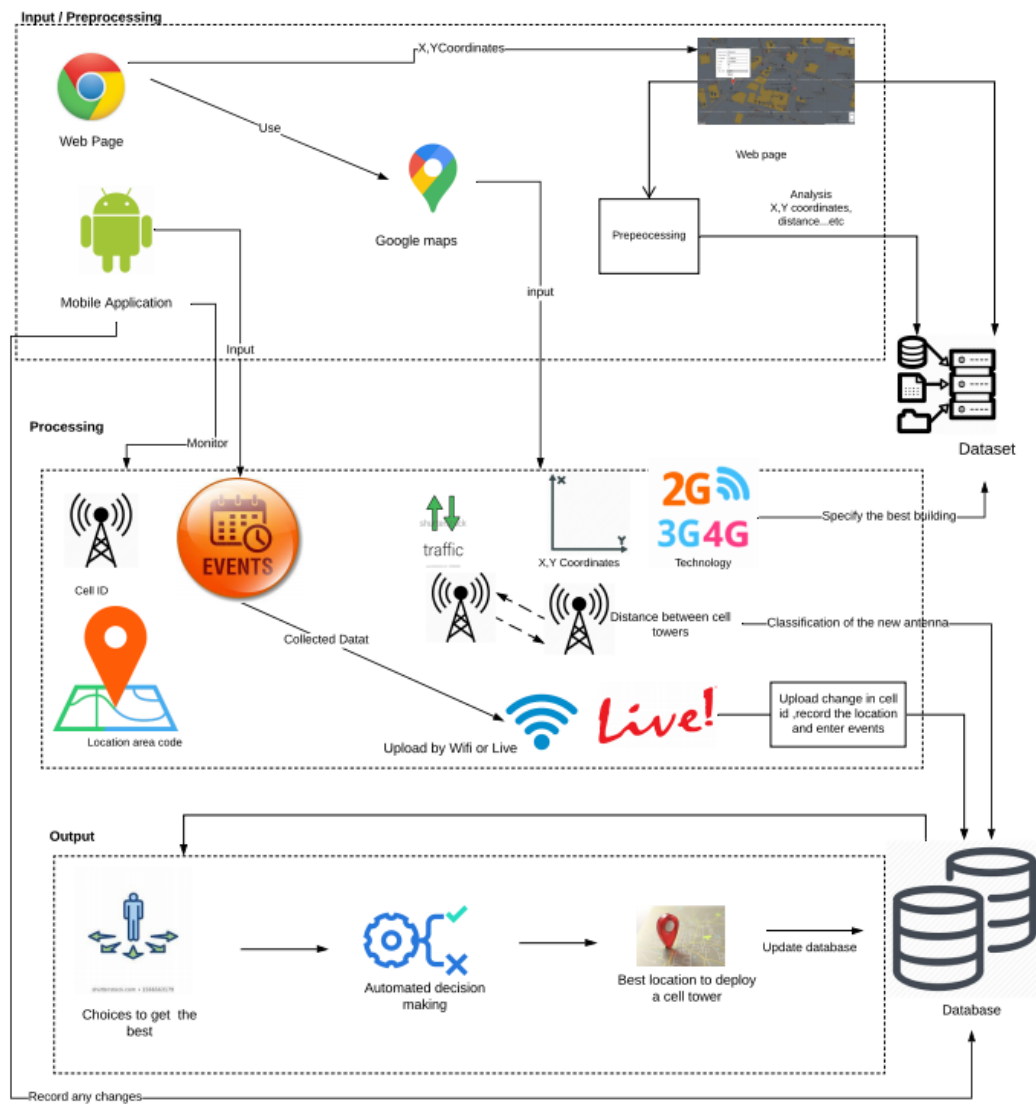 Input / Preprocessing
X,YCoordinates
Web Page
Use
Web page
Google maps
Analysis
X,Y coordinates,
distance...etc
Prepeocessing
Mobile Application
input
Input
Dataset
Processing
Monitor
EVENTS
shutterstock
traffic
X
Y
X,Y Coordinates
2G
3G4G
Technology
Specify the best building
Cell ID
Distance between cell
towers
Classification of the new antenna
Collected Datat
Live!
Upload change in cell
id ,record the location
and enter events
Location area code
Upload by Wifi or Live
Output
Choices to get the
best
Automated decision
making
Best location to deploy
a cell tower
Update database
Database
Record any changes